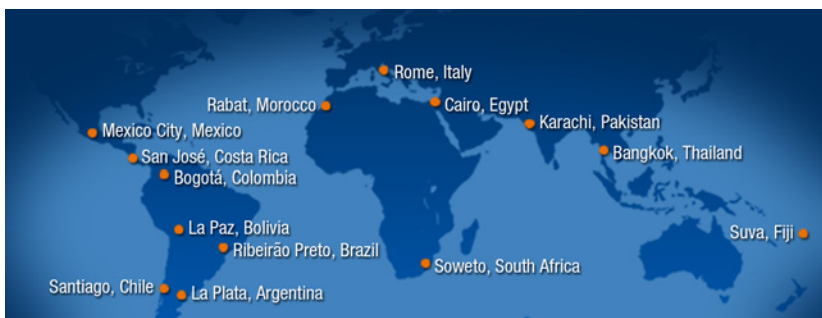 Rome, Italy
Rabat, Morocco
Cairo, Egypt
Karachi, Pakistan
Mexico City, Mexico
San José, Costa Rica
Bangkok, Thailand
Bogotá, Colombia
La Paz, Bolivia
Suva, Fiji
Ribeirão Preto, Brazil
Soweto, South Africa
Santiago, Chile
La Plata, Argentina